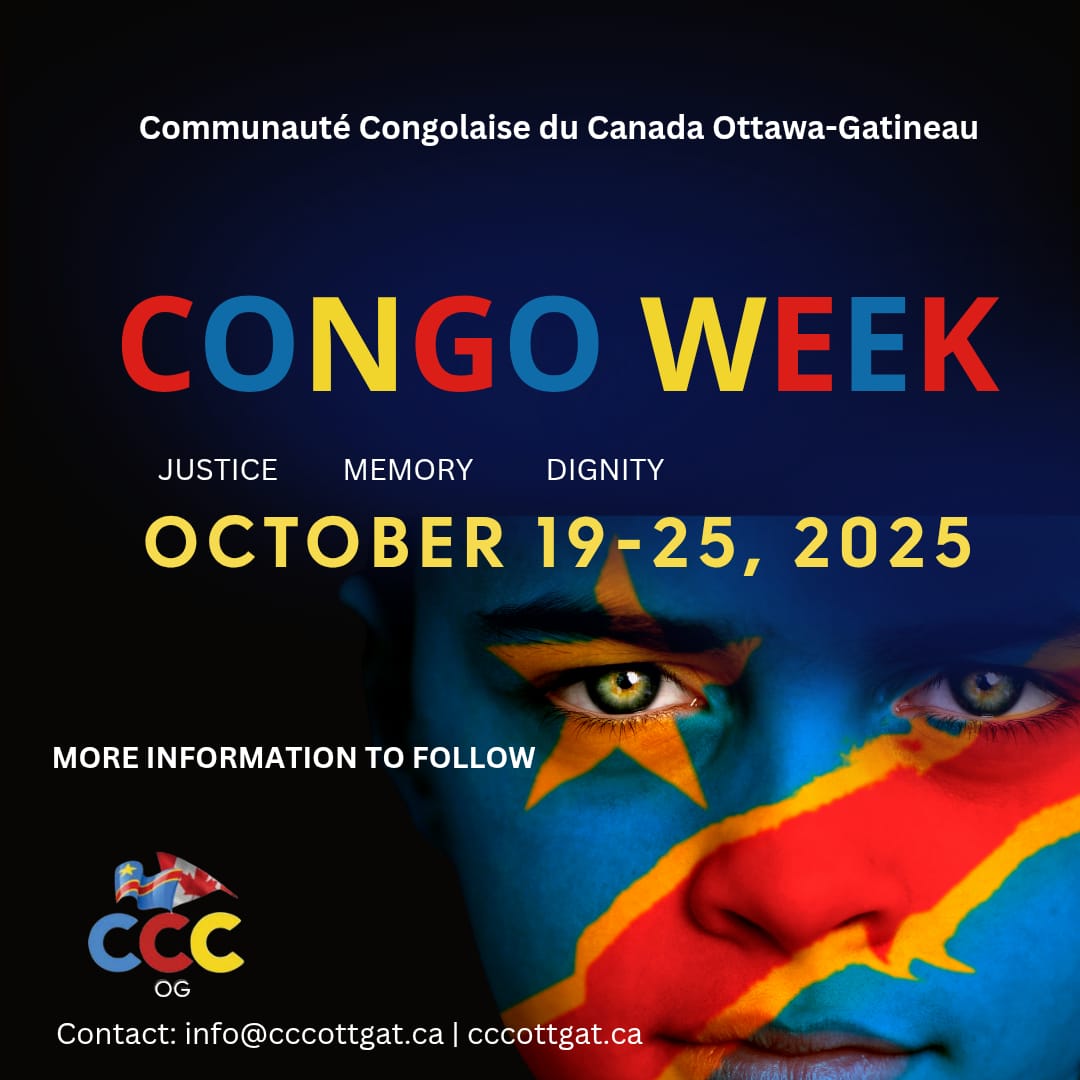 Communauté Congolaise du Canada Ottawa-Gatineau
CONGO WEEK
JUSTICE MEMORY DIGNITY
OCTOBER 19-25, 2025
MORE INFORMATION TO FOLLOW
CCC
OG
Contact: info@cccottgat.ca | cccottgat.ca